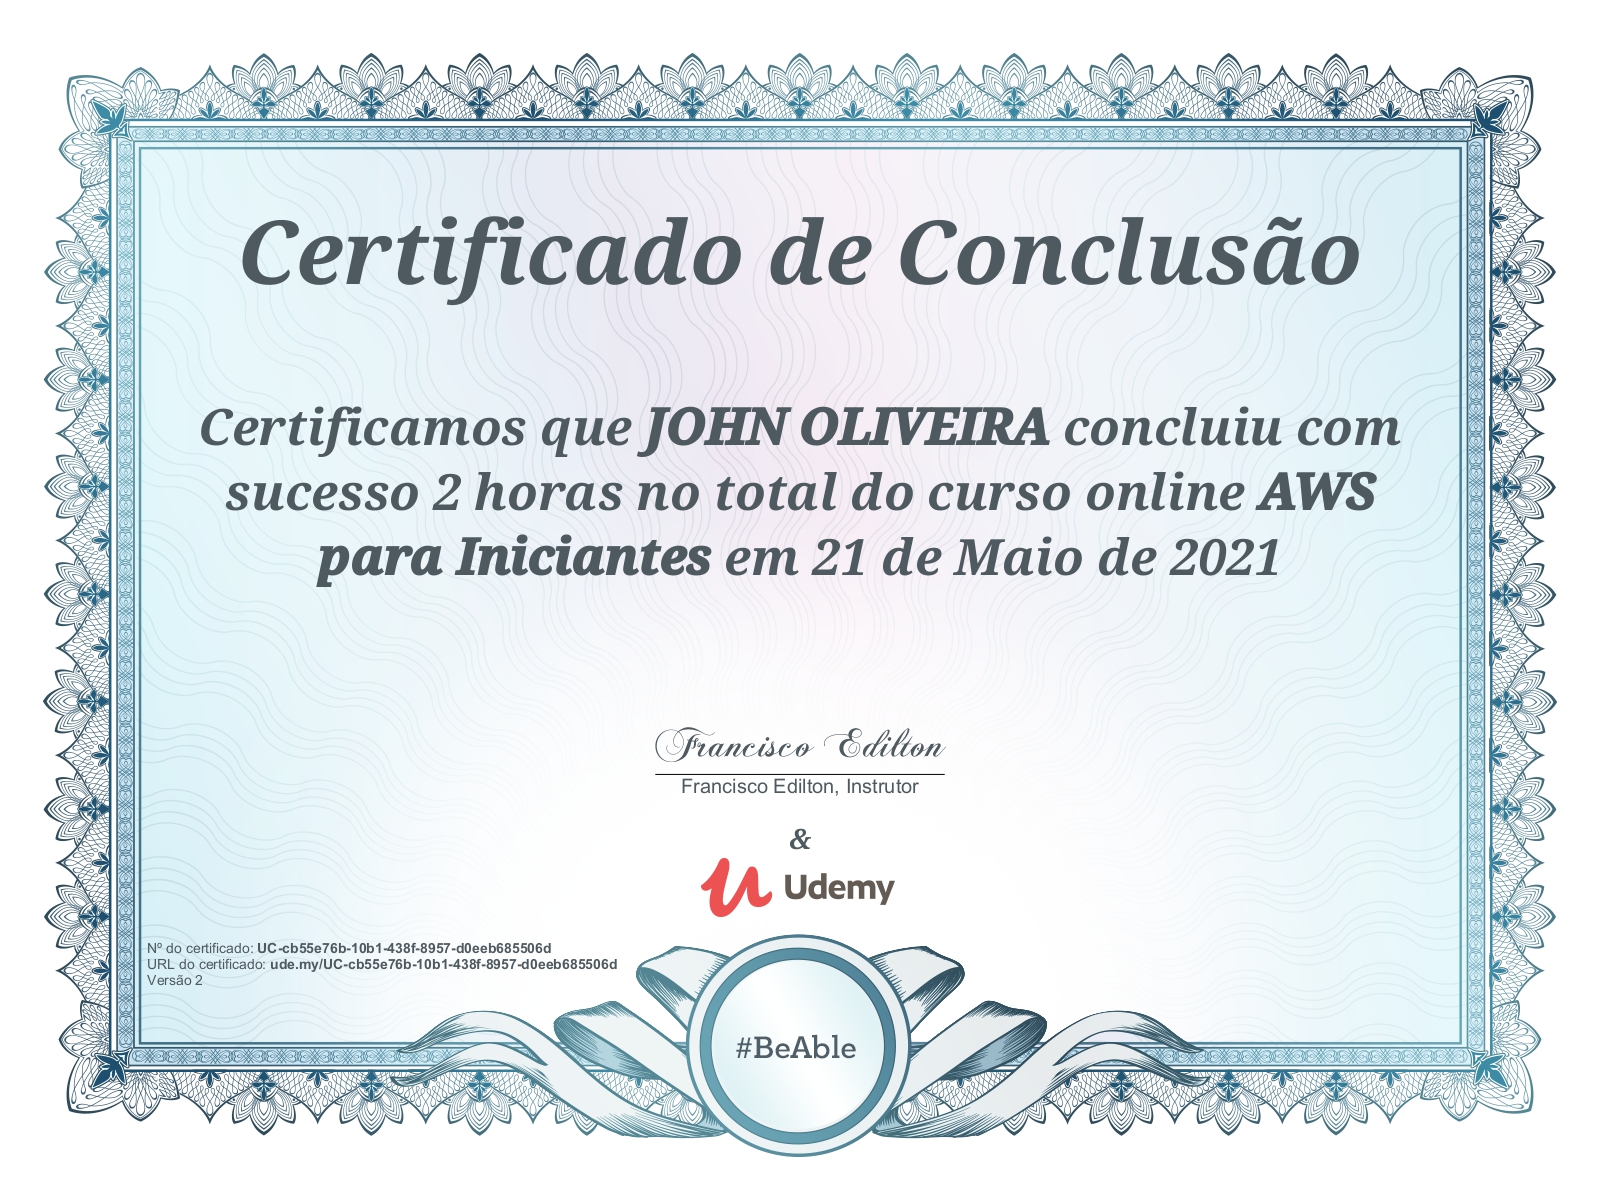 Certificado de Conclusão
Certificamos que JOHN OLIVEIRA concluiu com
sucesso 2 horas no total do curso online AWS
para Iniciantes em 21 de Maio de 2021
Francisco Edilton
Francisco Edilton, Instrutor
&
Udemy
Nº do certificado: UC-cb55e76b-10b1-438f-8957-d0eeb685506d
URL do certificado: ude.my/UC-cb55e76b-10b1-438f-8957-d0eeb685506d
Versão 2
#BeAble